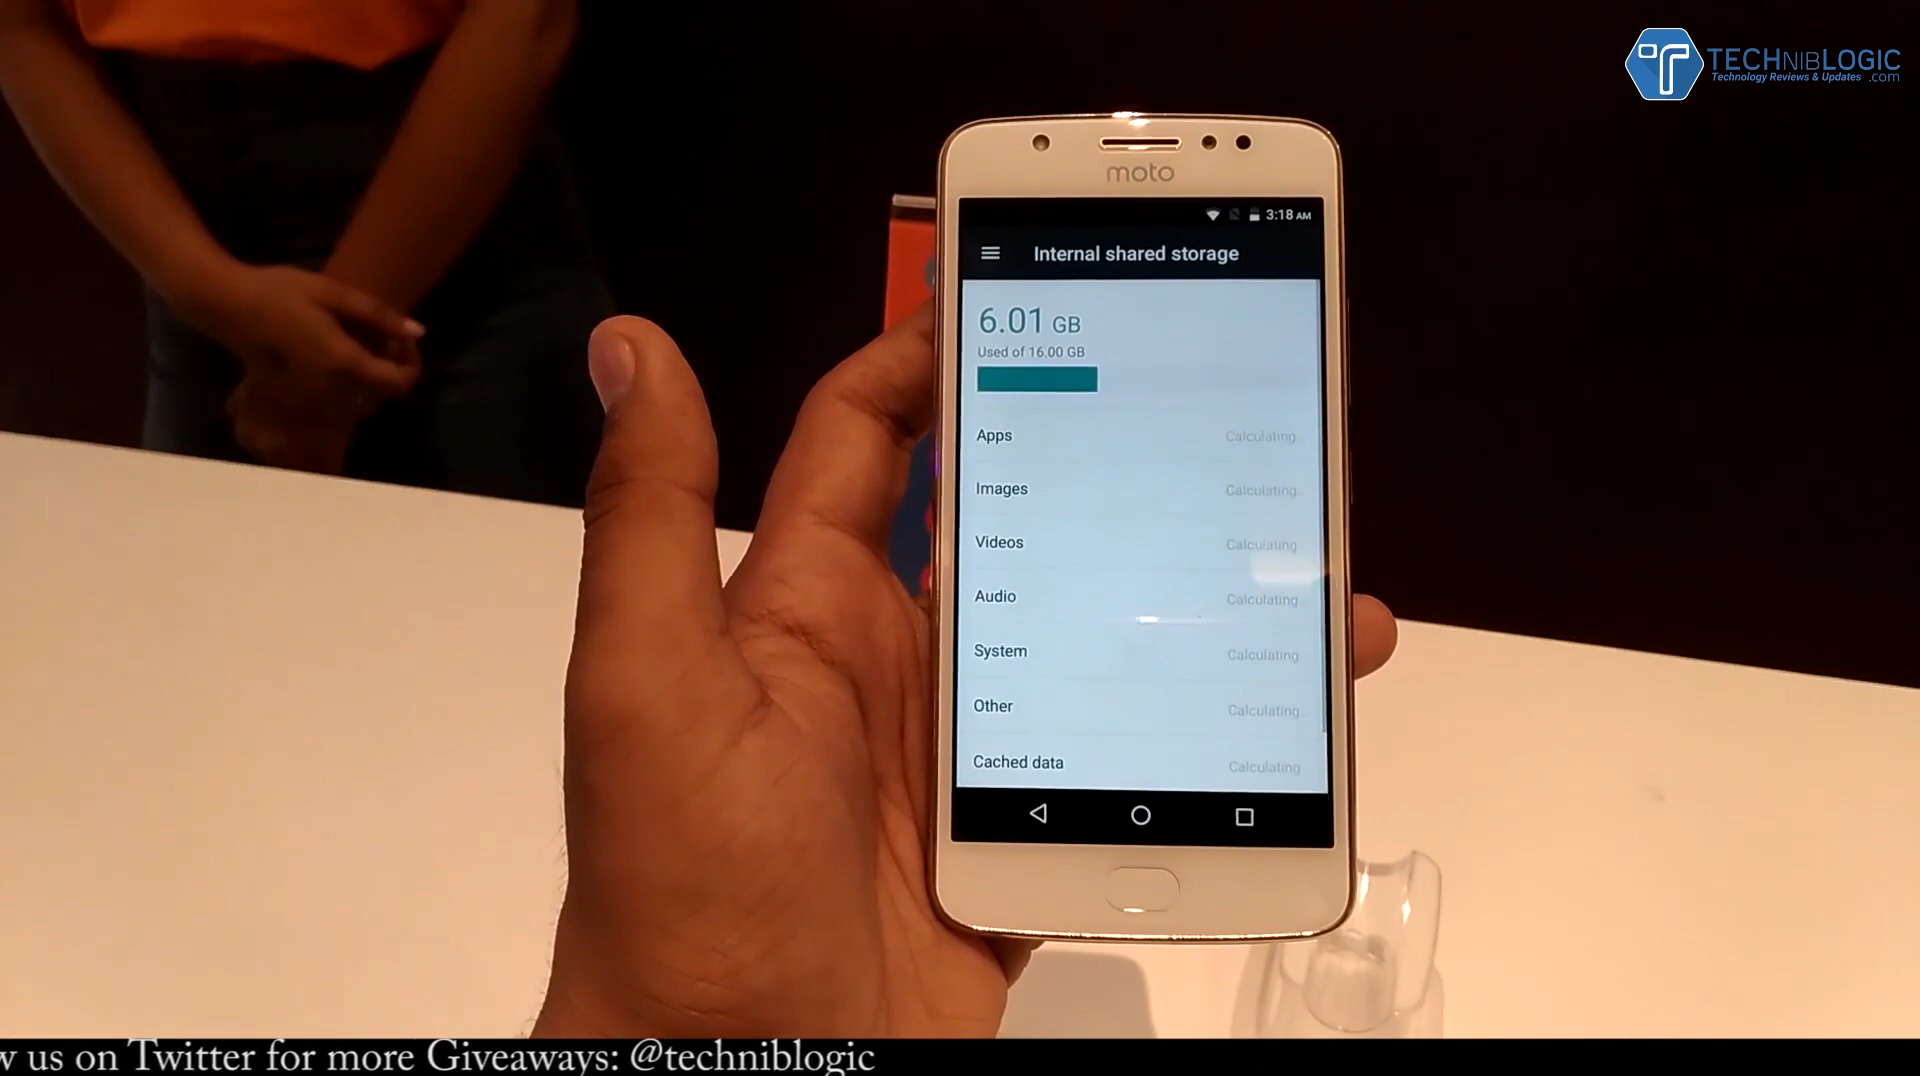 TECHNIBLOGIC
Technology Reviews & Updates .com
moto
3:18 AM
Internal shared storage
6.01 GB
Used of 16.00 GB
Apps Calculating...
Images Calculating...
Videos Calculating...
Audio Calculating...
System Calculating...
Other Calculating...
Cached data Calculating...
w us on Twitter for more Giveaways: @techniblogic